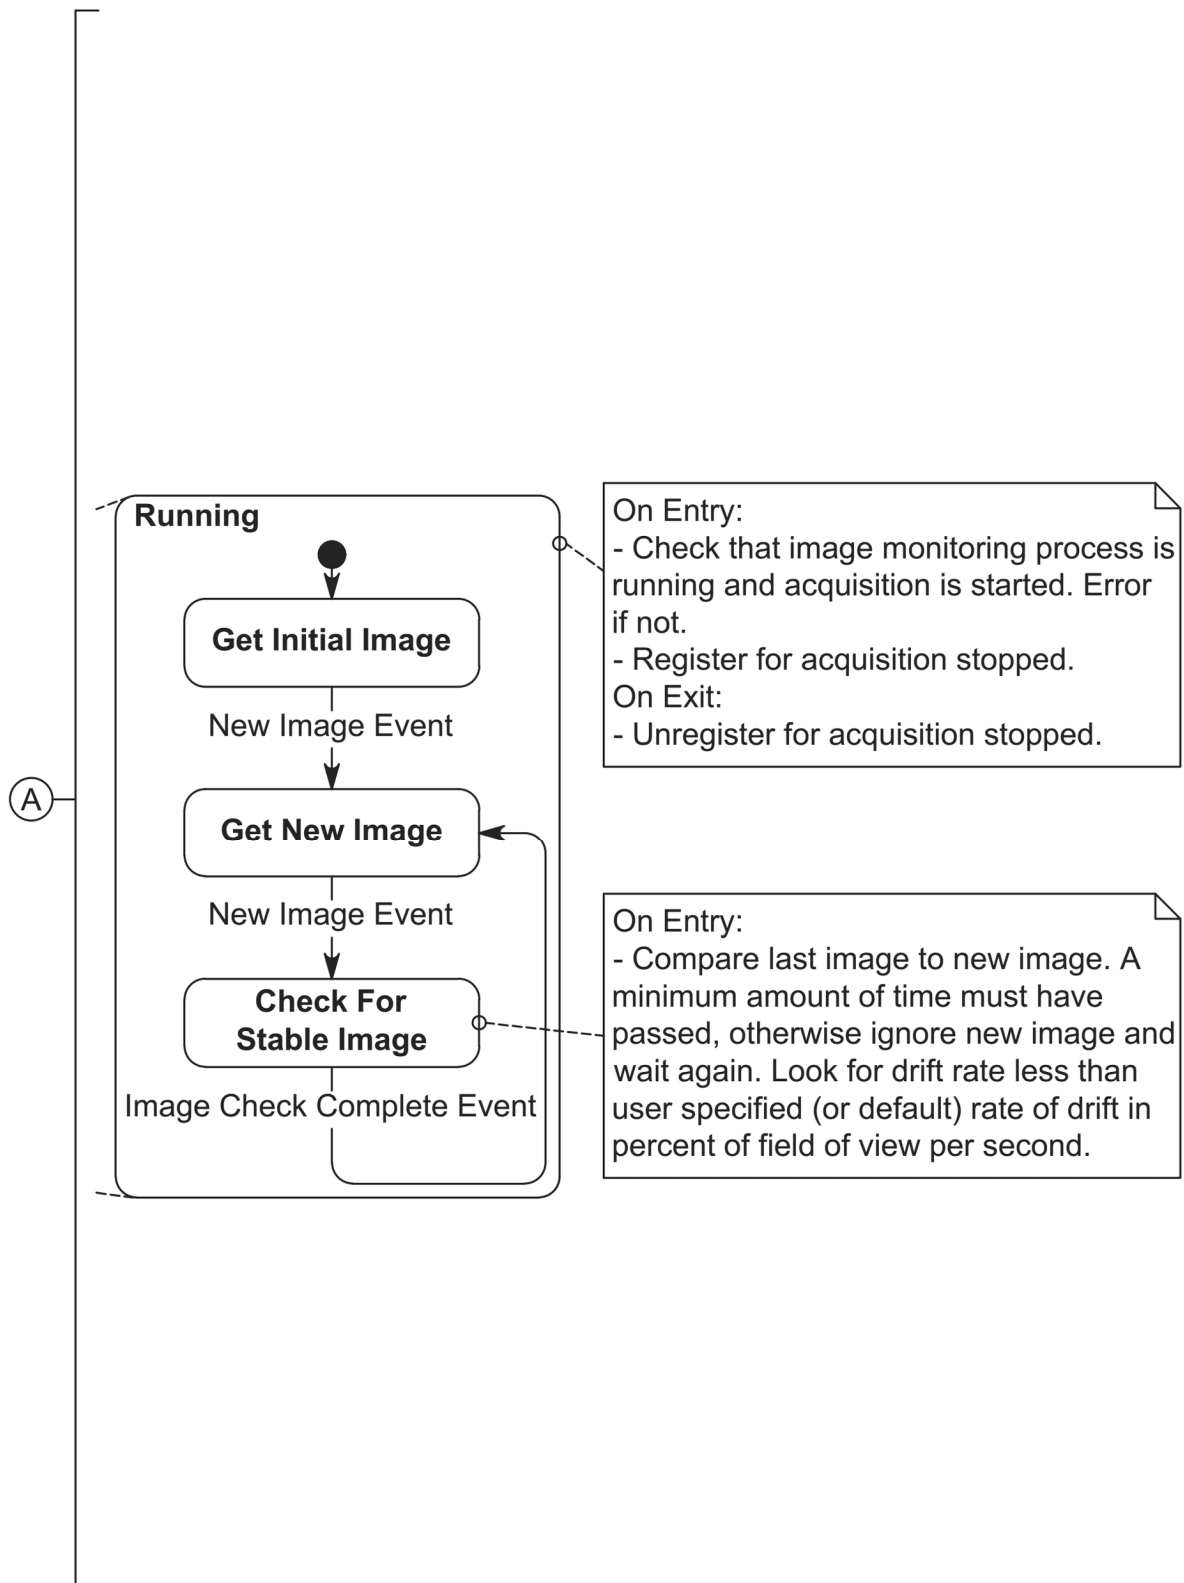 Running
On Entry:
- Check that image monitoring process is
running and acquisition is started. Error
if not.
- Register for acquisition stopped.
On Exit:
- Unregister for acquisition stopped.
Get Initial Image
New Image Event
A
Get New Image
New Image Event
On Entry:
- Compare last image to new image. A
minimum amount of time must have
passed, otherwise ignore new image and
wait again. Look for drift rate less than
user specified (or default) rate of drift in
percent of field of view per second.
Check For
Stable Image
Image Check Complete Event